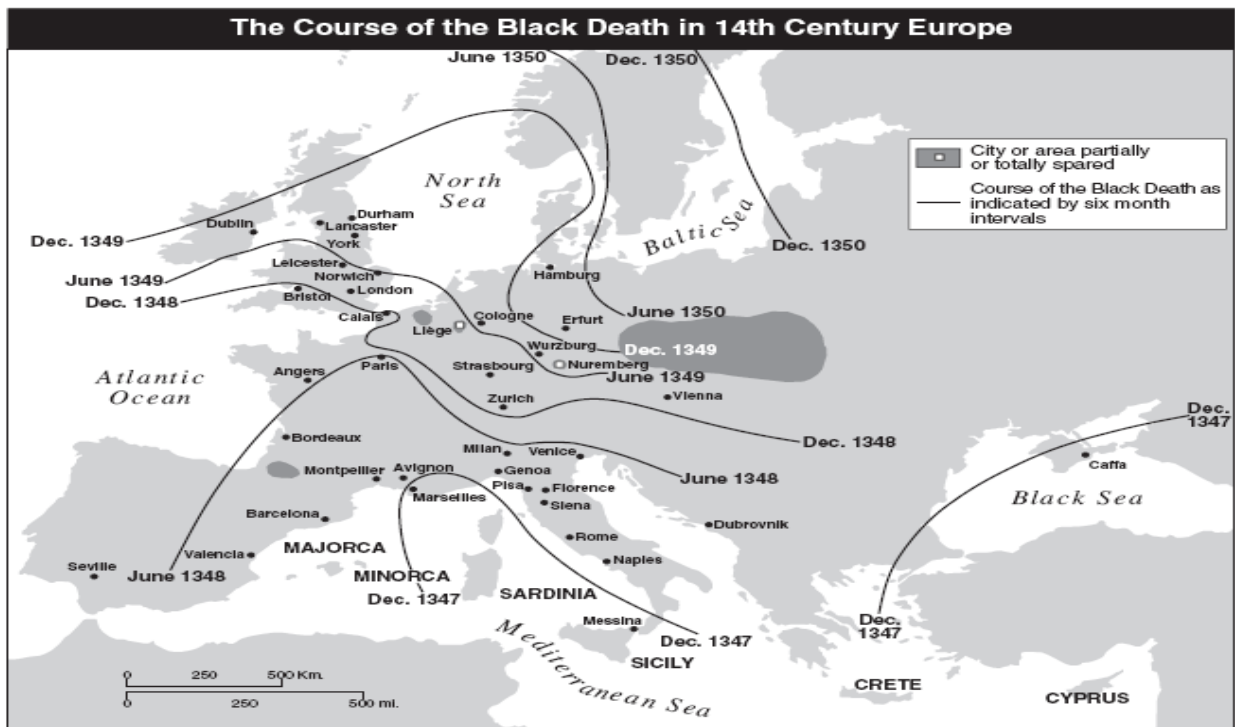 The Course of the Black Death in 14th Century Europe
June 1350
Dec. 1350
City or area partially
or totally spared
Course of the Black Death as
indicated by six month
intervals
North
Sea
Baltic Sea
Dec. 1349
Dublin
Durham
Lancaster
York
Dec. 1350
June 1349
Leicester
Norwich
Hamburg
Dec. 1348
Bristol
London
Calais
Liège
Cologne
Erfurt
June 1350
Wurzburg
Dec. 1349
Nuremberg
June 1349
Atlantic
Ocean
Angers
Paris
Strasbourg
Zurich
Vienna
Dec. 1348
Dec.
1347
Bordeaux
Milan
Venice
Caffa
Montpellier
Avignon
Genoa
June 1348
Marseilles
Pisa
Florence
Siena
Black Sea
Barcelona
Dubrovnik
Rome
Valencia
MAJORCA
Naples
Seville
June 1348
MINORCA
Dec. 1347
SARDINIA
Messina
Dec. 1347
Dec.
1347
SICILY
Mediterranean Sea
CRETE
CYPRUS
0 250 500 Km.
0 250 500 mi.